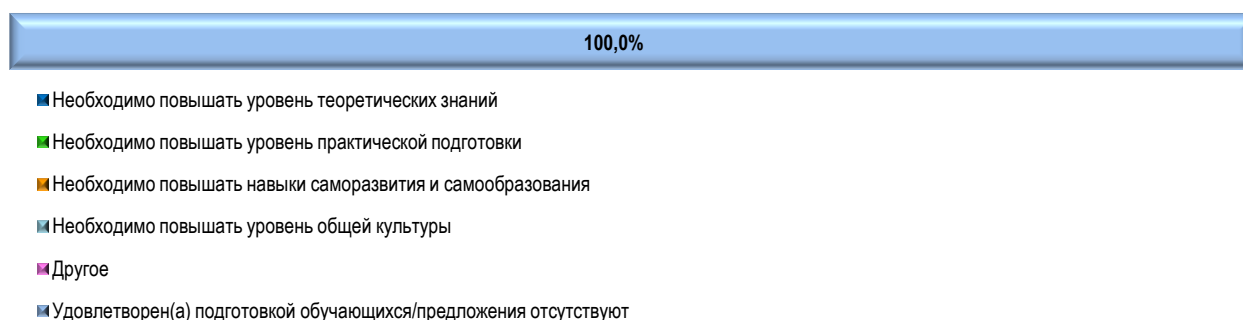 100,0%
Необходимо повышать уровень теоретических знаний
Необходимо повышать уровень практической подготовки
Необходимо повышать навыки саморазвития и самообразования
Необходимо повышать уровень общей культуры
Другое
Удовлетворен(а) подготовкой обучающихся/предложения отсутствуют